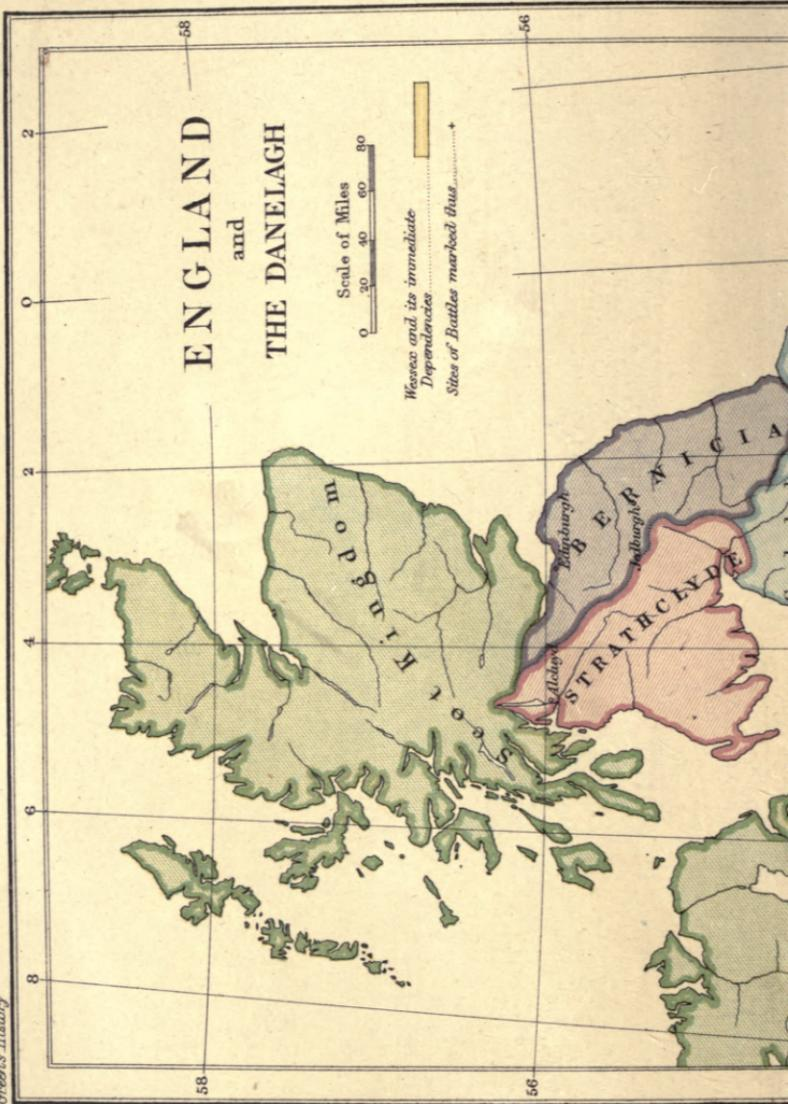 ENGLAND
and
THE DANELAGH
Scale of Miles
0 20 40 60 80
Wessex and its immediate
Dependencies
Sites of Battles marked thus +
58
56
2
0
2
4
6
8
58
56
Scot Kingdom
BERNICIA
Edinburgh
Jedburgh
STRATHCLYDE
Alcluyd